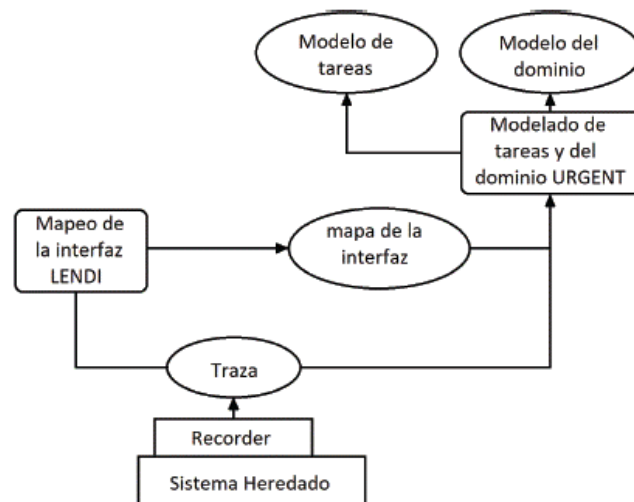 Modelo de
tareas
Modelo del
dominio
Modelado de
tareas y del
dominio URGENT
Mapeo de
la interfaz
LENDI
mapa de la
interfaz
Traza
Recorder
Sistema Heredado